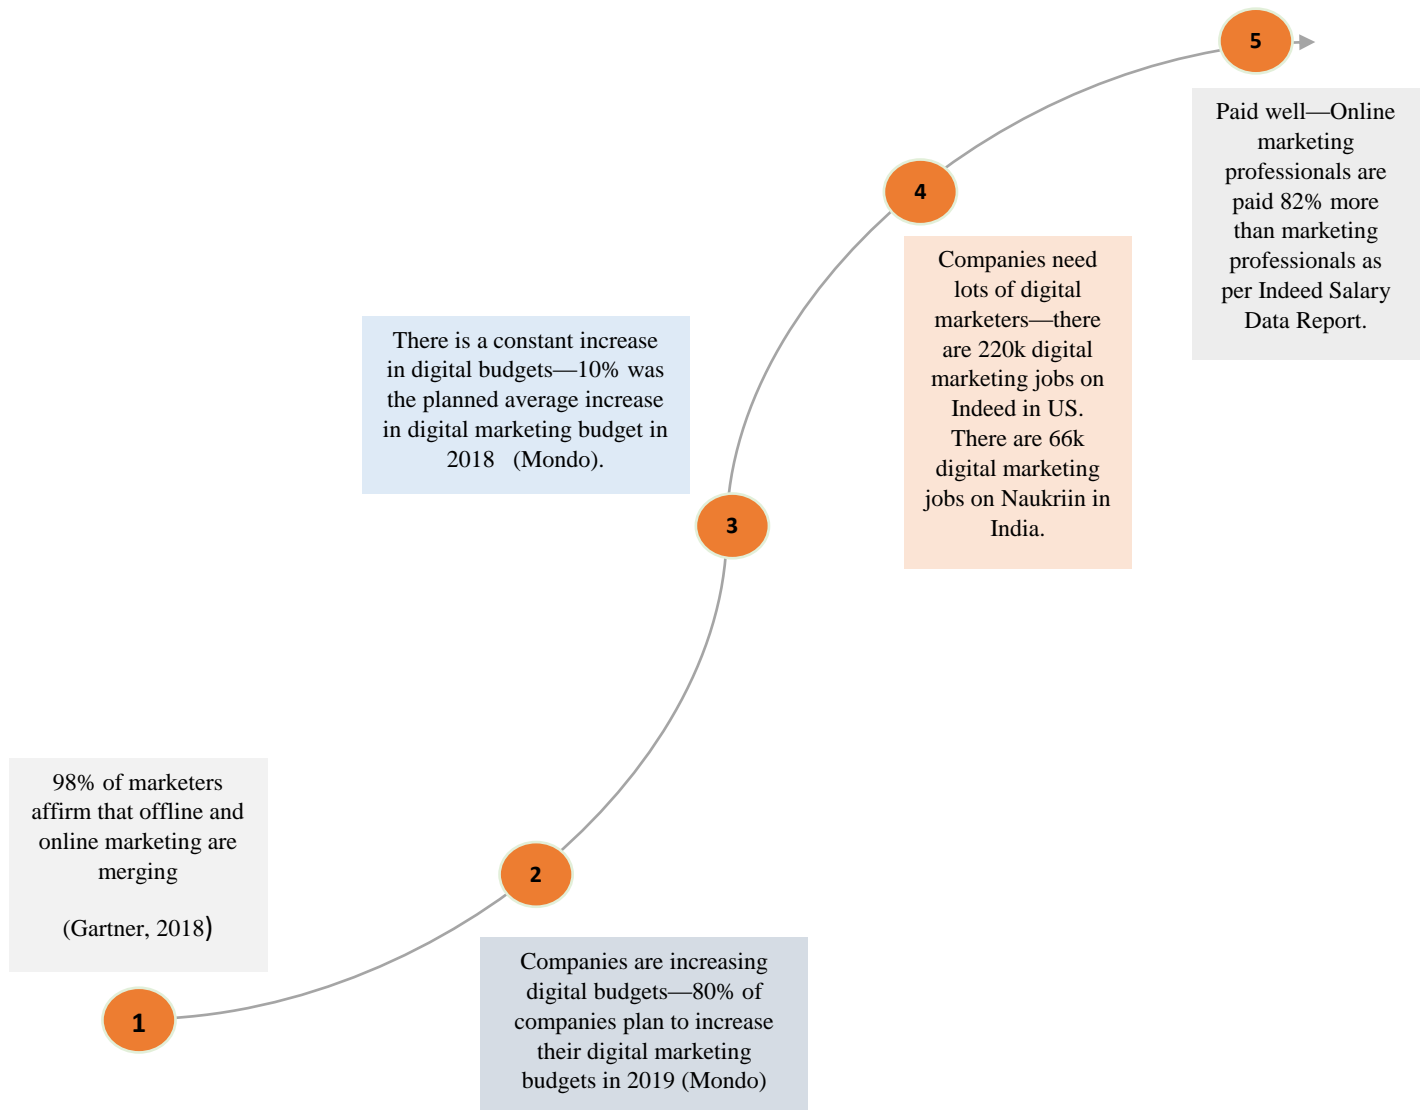 5
Paid well—Online
marketing
professionals are
paid 82% more
than marketing
professionals as
per Indeed Salary
Data Report.
4
Companies need
lots of digital
marketers—there
are 220k digital
marketing jobs on
Indeed in US.
There are 66k
digital marketing
jobs on Naukriin in
India.
There is a constant increase
in digital budgets—10% was
the planned average increase
in digital marketing budget in
2018 (Mondo).
3
98% of marketers
affirm that offline and
online marketing are
merging
(Gartner, 2018)
2
Companies are increasing
digital budgets—80% of
companies plan to increase
their digital marketing
budgets in 2019 (Mondo)
1